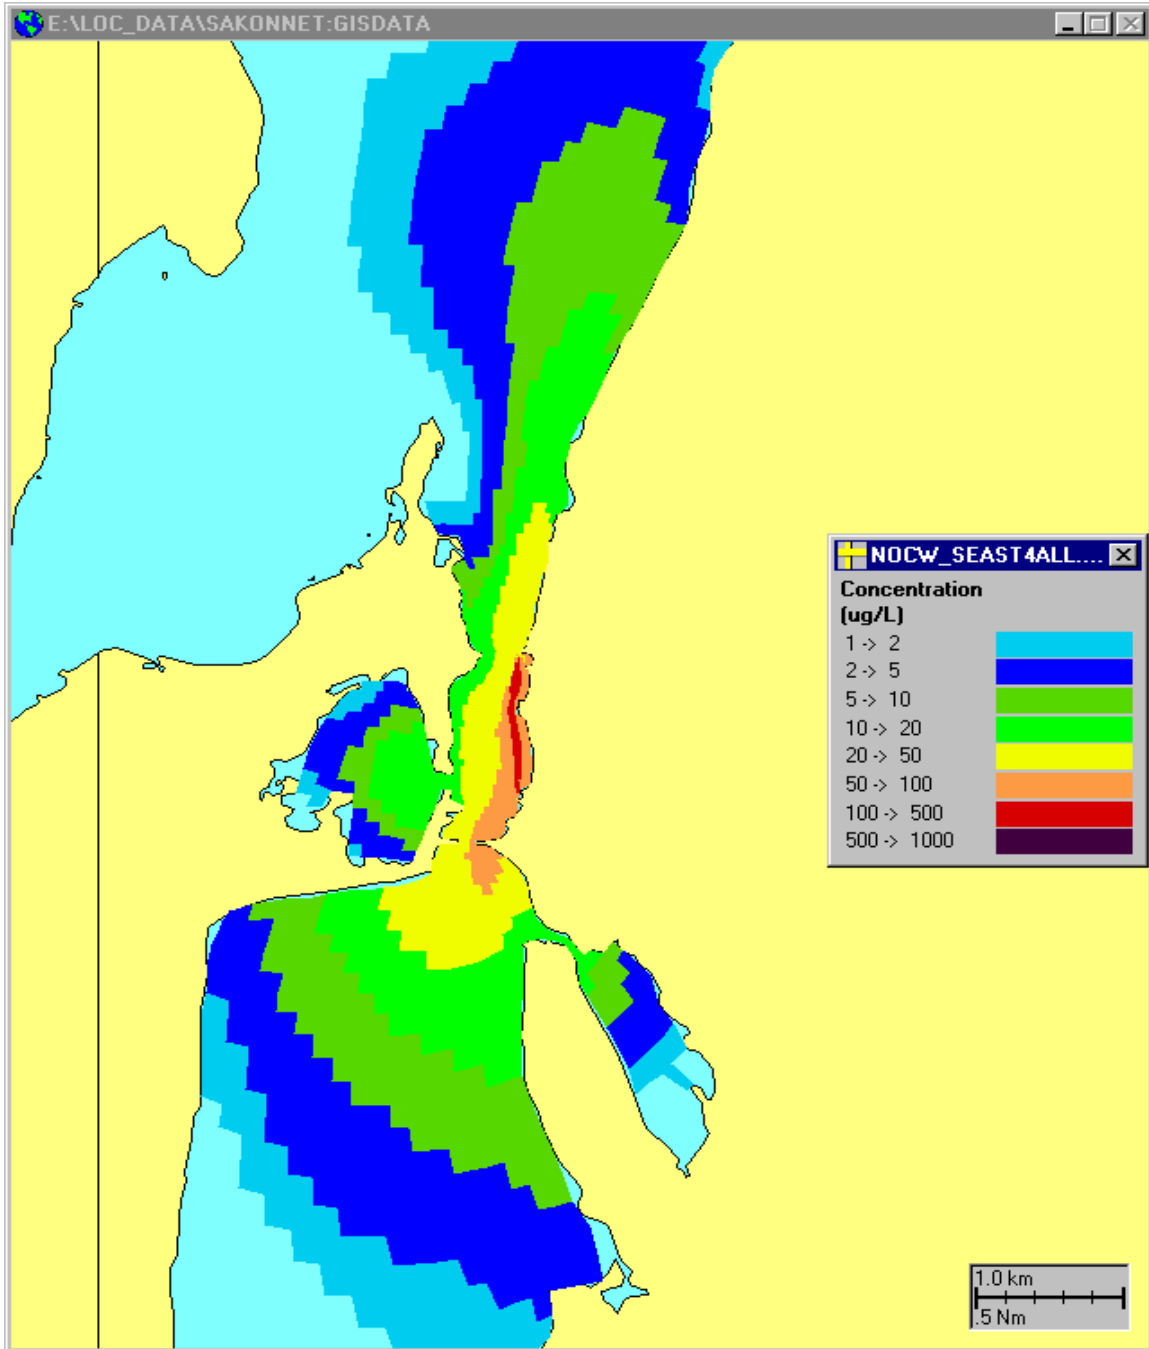 E:\LOC_DATA\SAKONNET:GISDATA
NOCW_SEAST4ALL....
Concentration
(ug/L)
1 -> 2
2 -> 5
5 -> 10
10 -> 20
20 -> 50
50 -> 100
100 -> 500
500 -> 1000
1.0 km
.5 Nm